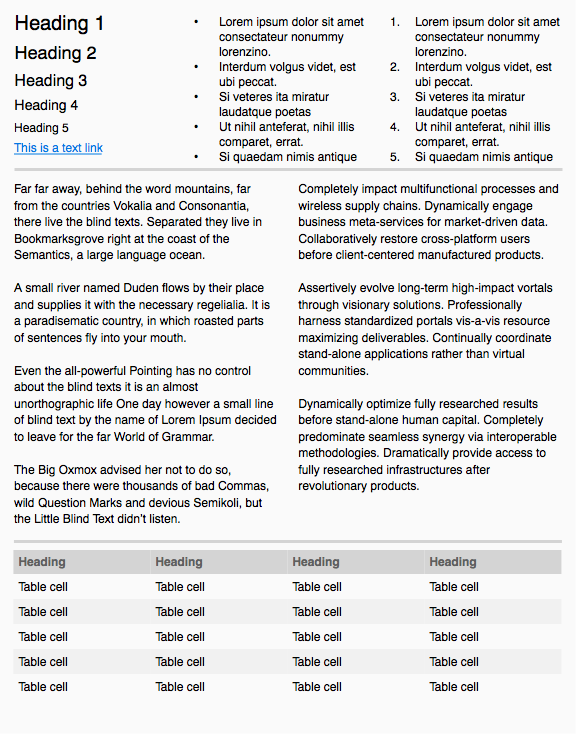 Heading 1
Heading 2
Heading 3
Heading 4
Heading 5
This is a text link
• Lorem ipsum dolor sit amet
consectateur nonummy
lorenzino.
• Interdum volgus videt, est
ubi peccat.
• Si veteres ita miratur
laudatque poetas
• Ut nihil anteferat, nihil illis
comparet, errat.
• Si quaedam nimis antique
1. Lorem ipsum dolor sit amet
consectateur nonummy
lorenzino.
2. Interdum volgus videt, est
ubi peccat.
3. Si veteres ita miratur
laudatque poetas
4. Ut nihil anteferat, nihil illis
comparet, errat.
5. Si quaedam nimis antique
Far far away, behind the word mountains, far
from the countries Vokalia and Consonantia,
there live the blind texts. Separated they live in
Bookmarksgrove right at the coast of the
Semantics, a large language ocean.
A small river named Duden flows by their place
and supplies it with the necessary regelialia. It is
a paradisematic country, in which roasted parts
of sentences fly into your mouth.
Even the all-powerful Pointing has no control
about the blind texts it is an almost
unorthographic life One day however a small line
of blind text by the name of Lorem Ipsum decided
to leave for the far World of Grammar.
The Big Oxmox advised her not to do so,
because there were thousands of bad Commas,
wild Question Marks and devious Semikoli, but
the Little Blind Text didn't listen.
Completely impact multifunctional processes and
wireless supply chains. Dynamically engage
business meta-services for market-driven data.
Collaboratively restore cross-platform users
before client-centered manufactured products.
Assertively evolve long-term high-impact vortals
through visionary solutions. Professionally
harness standardized portals vis-a-vis resource
maximizing deliverables. Continually coordinate
stand-alone applications rather than virtual
communities.
Dynamically optimize fully researched results
before stand-alone human capital. Completely
predominate seamless synergy via interoperable
methodologies. Dramatically provide access to
fully researched infrastructures after
revolutionary products.
Heading Heading Heading Heading
Table cell Table cell Table cell Table cell
Table cell Table cell Table cell Table cell
Table cell Table cell Table cell Table cell
Table cell Table cell Table cell Table cell
Table cell Table cell Table cell Table cell